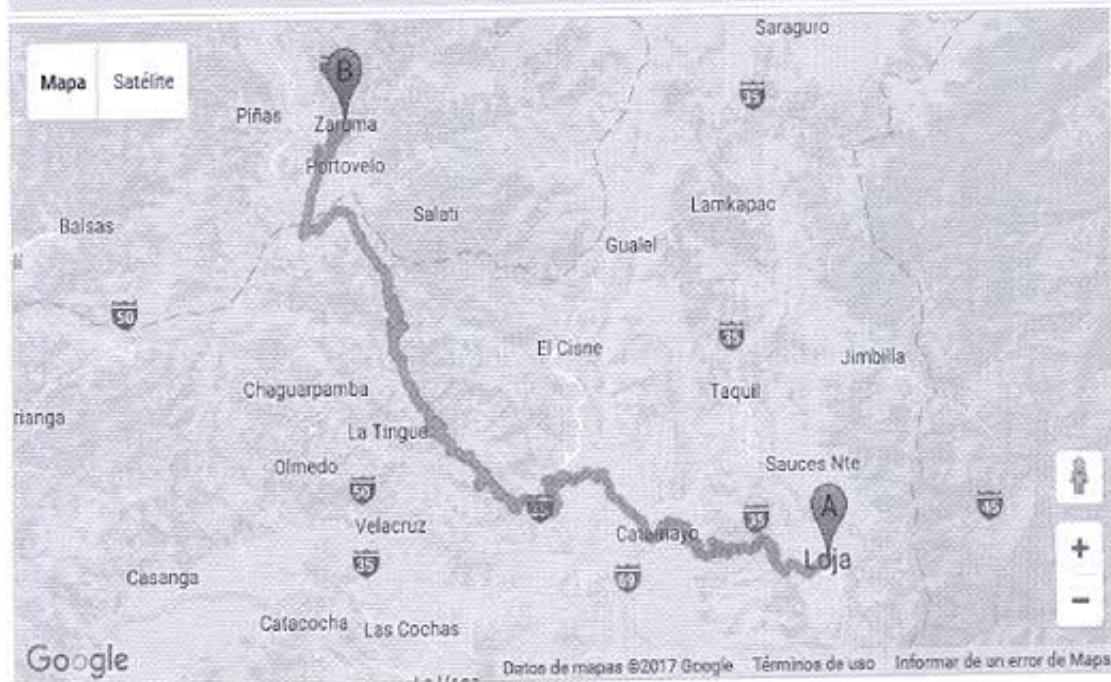 Saraguro
Mapa Satélite
B
35
Piñas
Zaruma
Portovelo
Lamkapac
Salati
Balsas
Gualel
50
35
El Cisne
Jimbilla
Chaguarpamba
Taquil
rianga
La Tingue
Sauces Nte
Olmedo
50
A
35
45
Velacruz
Catamayo
35
Loja
Casanga
69
Catacocha
Las Cochas
Google
Datos de mapas ©2017 Google Términos de uso Informar de un error de Maps